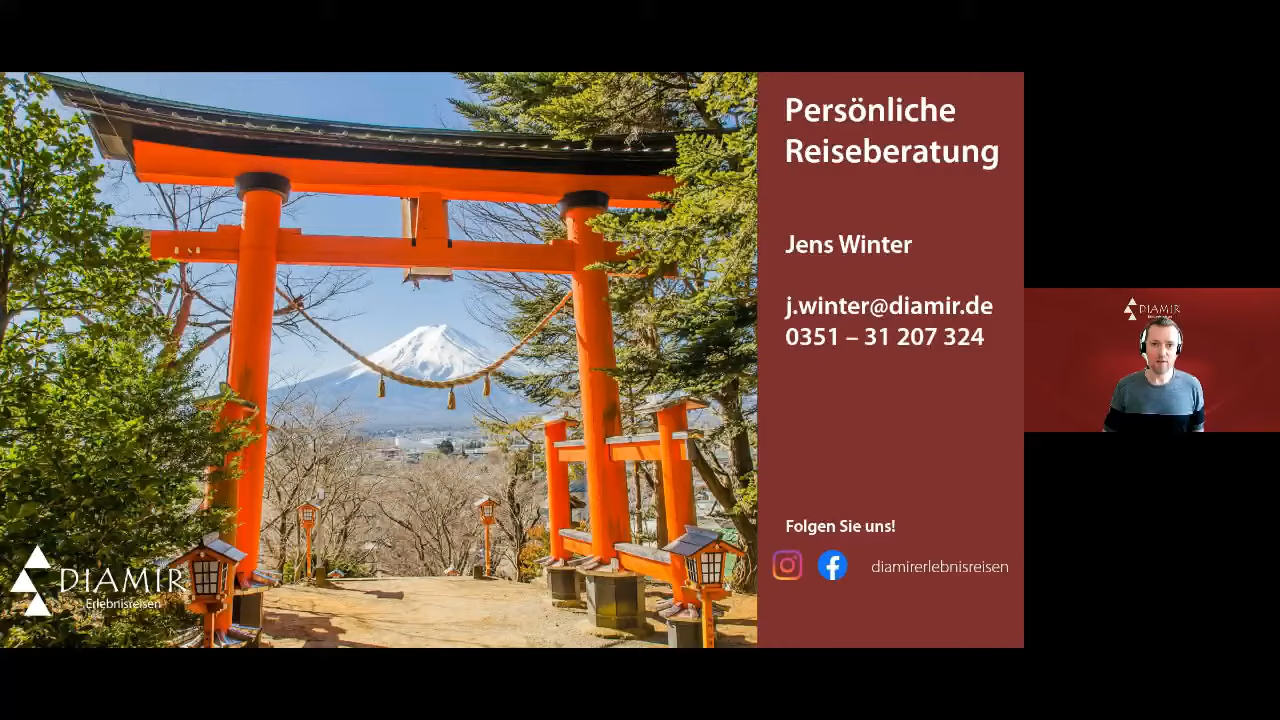 Persönliche
Reiseberatung
Jens Winter
j.winter@diamir.de
0351 – 31 207 324
Folgen Sie uns!
diamirerlebnisreisen
DIAMIR
Erlebnisreisen
DIAMIR